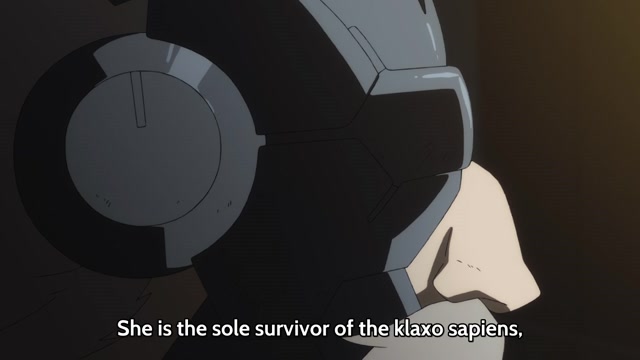 She is the sole survivor of the klaxo sapiens,